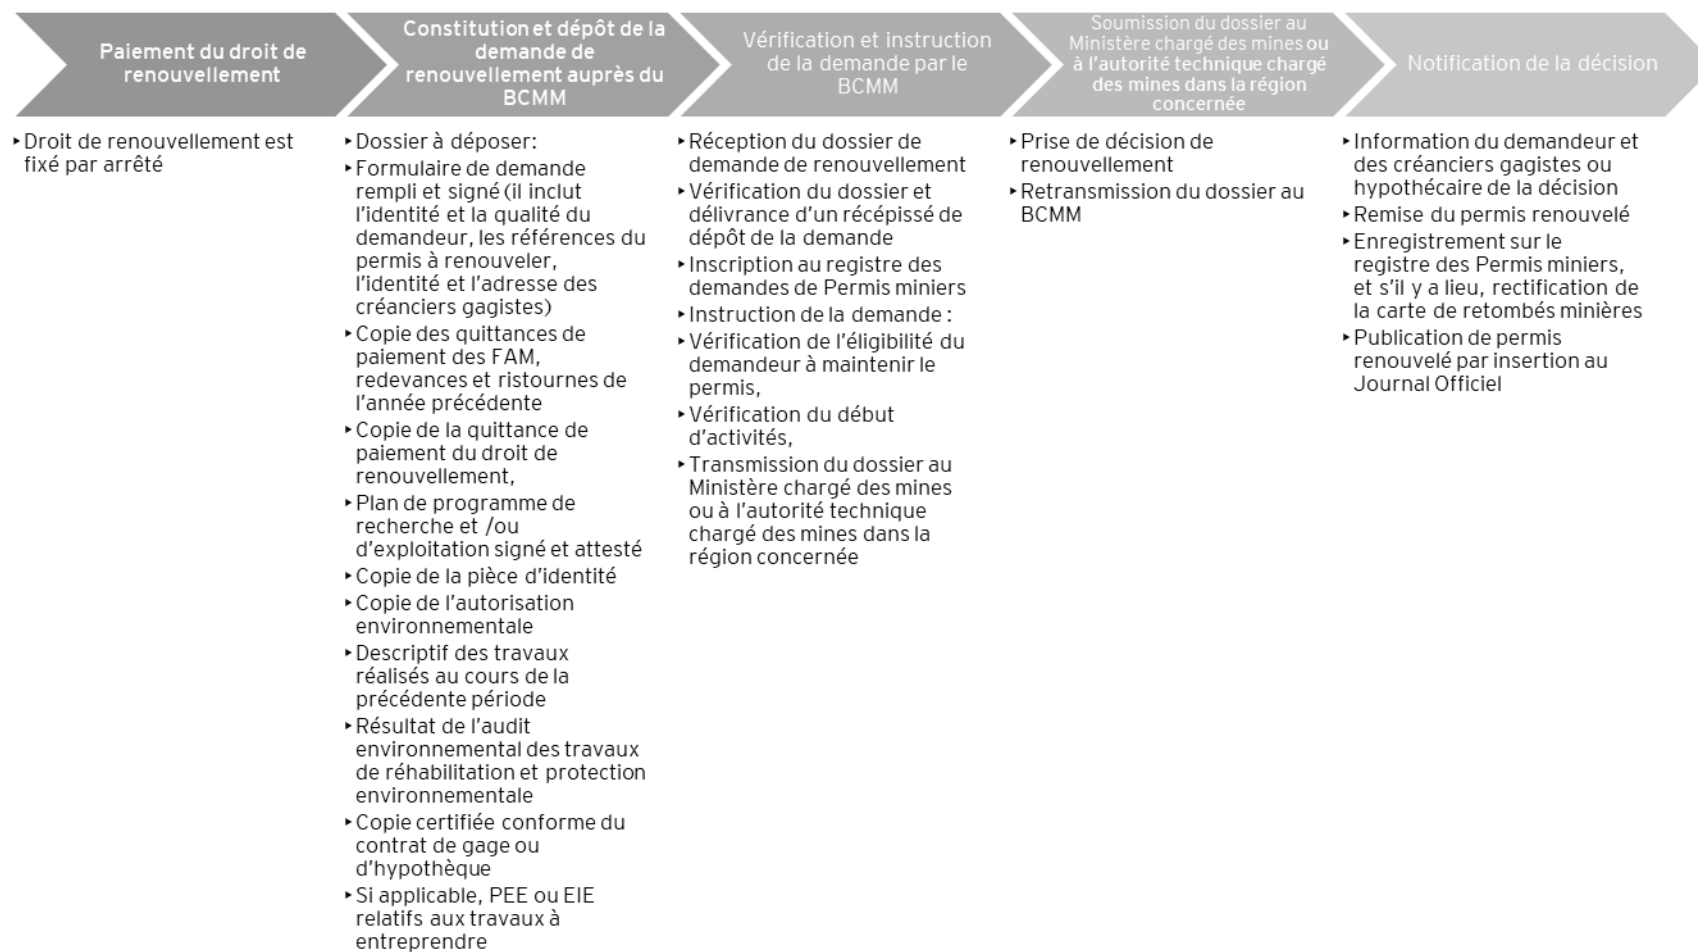 Paiement du droit de
renouvellement
Constitution et dépôt de la
demande de
renouvellement auprès du
BCMM
Vérification et instruction
de la demande par le
BCMM
Soumission du dossier au
Ministère chargé des mines ou
à l'autorité technique chargé
des mines dans la région
concernée
Notification de la décision
▸Droit de renouvellement est
fixé par arrêté
▸Dossier à déposer:
▸Formulaire de demande
rempli et signé (il inclut
l'identité et la qualité du
demandeur, les références du
permis à renouveler,
l'identité et l'adresse des
créanciers gagistes)
▸Copie des quittances de
paiement des FAM,
redevances et ristournes de
l'année précédente
▸Copie de la quittance de
paiement du droit de
renouvellement,
▸Plan de programme de
recherche et /ou
d'exploitation signé et attesté
▸Copie de la pièce d'identité
▸Copie de l'autorisation
environnementale
▸Descriptif des travaux
réalisés au cours de la
précédente période
▸Résultat de l'audit
environnemental des travaux
de réhabilitation et protection
environnementale
▸Copie certifiée conforme du
contrat de gage ou
d'hypothèque
▸Si applicable, PEE ou EIE
relatifs aux travaux à
entreprendre
▸Réception du dossier de
demande de renouvellement
▸Vérification du dossier et
délivrance d'un récépissé de
dépôt de la demande
▸Inscription au registre des
demandes de Permis miniers
▸Instruction de la demande :
▸Vérification de l'éligibilité du
demandeur à maintenir le
permis,
▸Vérification du début
d'activités,
▸Transmission du dossier au
Ministère chargé des mines
ou à l'autorité technique
chargé des mines dans la
région concernée
▸Prise de décision de
renouvellement
▸Retransmission du dossier au
BCMM
▸Information du demandeur et
des créanciers gagistes ou
hypothécaire de la décision
▸Remise du permis renouvelé
▸Enregistrement sur le
registre des Permis miniers,
et s'il y a lieu, rectification de
la carte de retombés minières
▸Publication de permis
renouvelé par insertion au
Journal Officiel